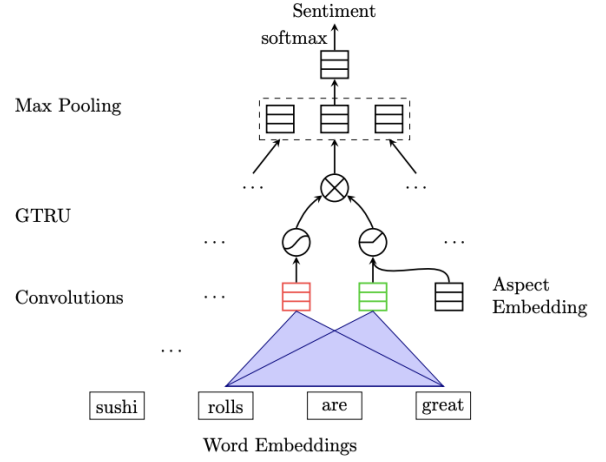 Sentiment
softmax
Max Pooling
... ...
GTRU
... ...
Convolutions
...
Aspect
Embedding
...
sushi rolls are great
Word Embeddings